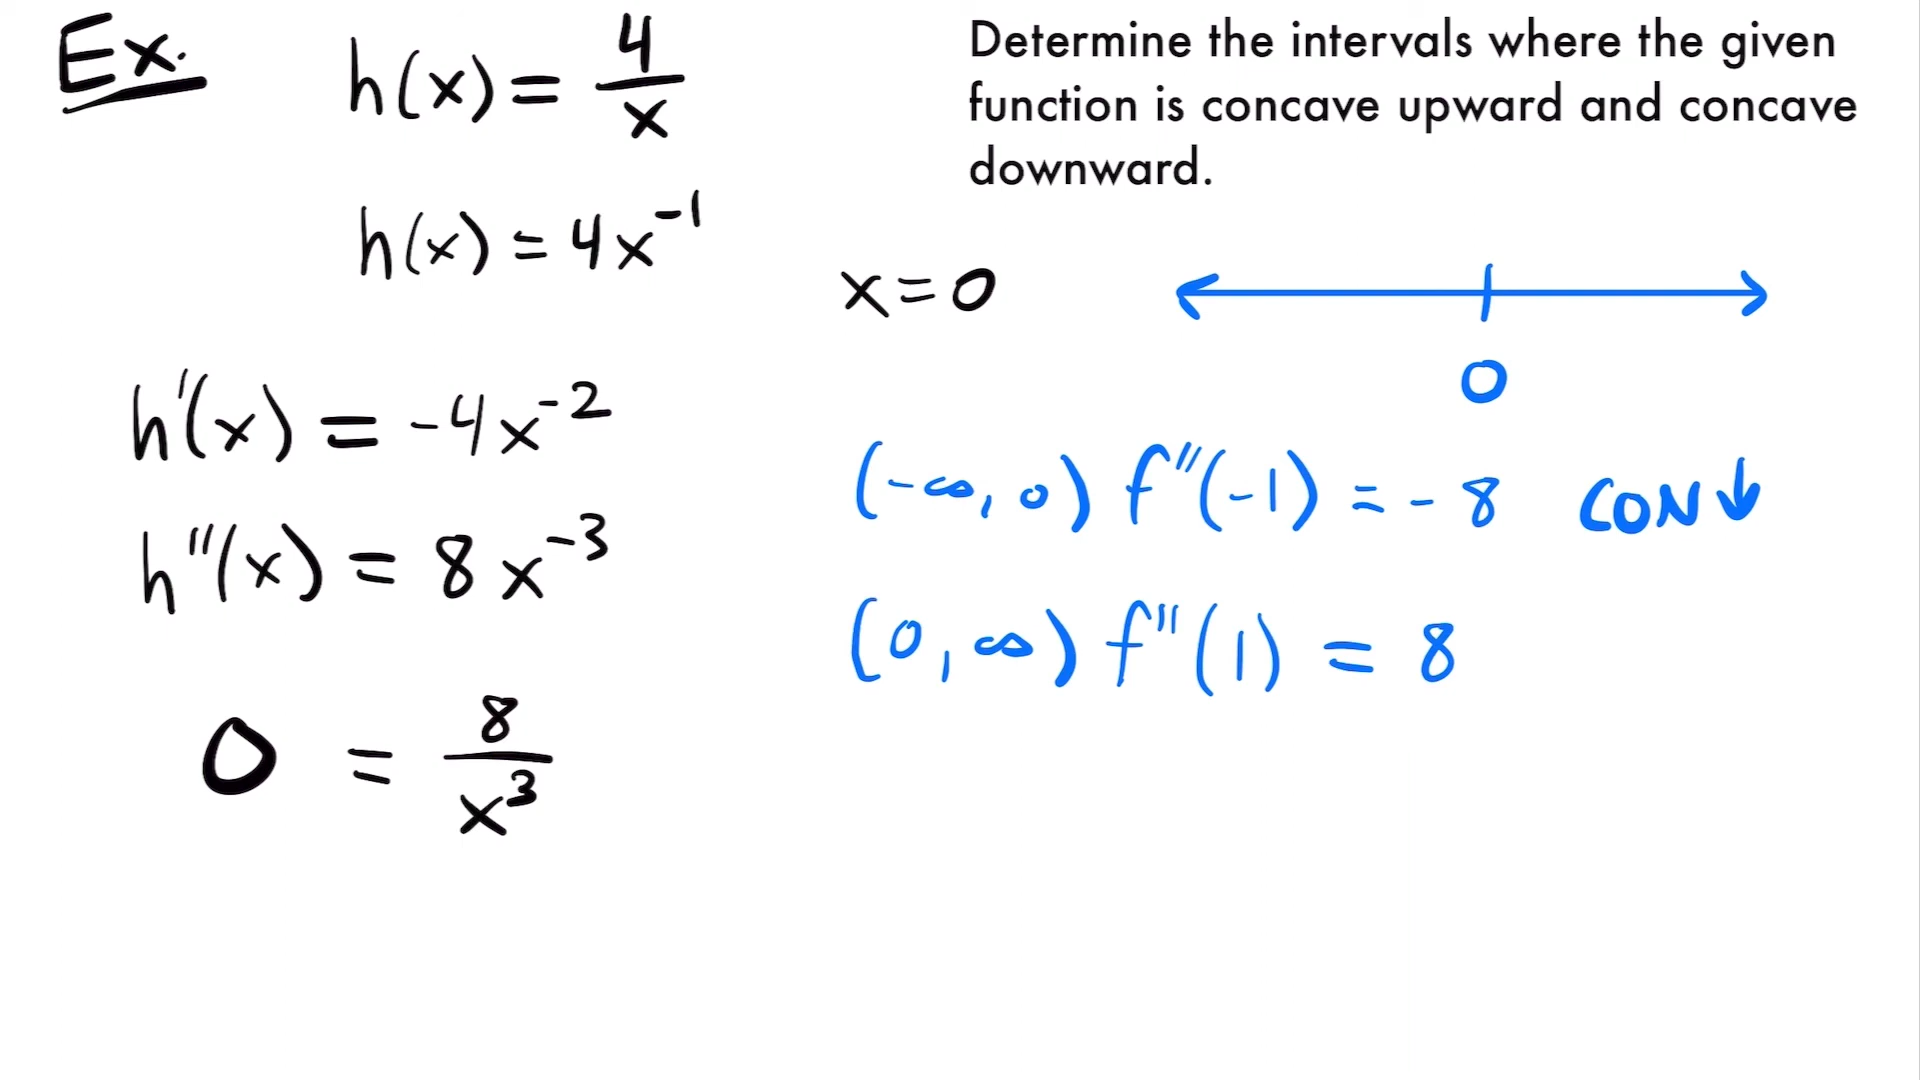 Ex.
h(x) = 4/x
Determine the intervals where the given
function is concave upward and concave
downward.
h(x) = 4x⁻¹
x = 0
0
h'(x) = -4x⁻²
(-∞, 0) f''(-1) = -8 CON↓
h''(x) = 8x⁻³
(0, ∞) f''(1) = 8
0 = 8/x³